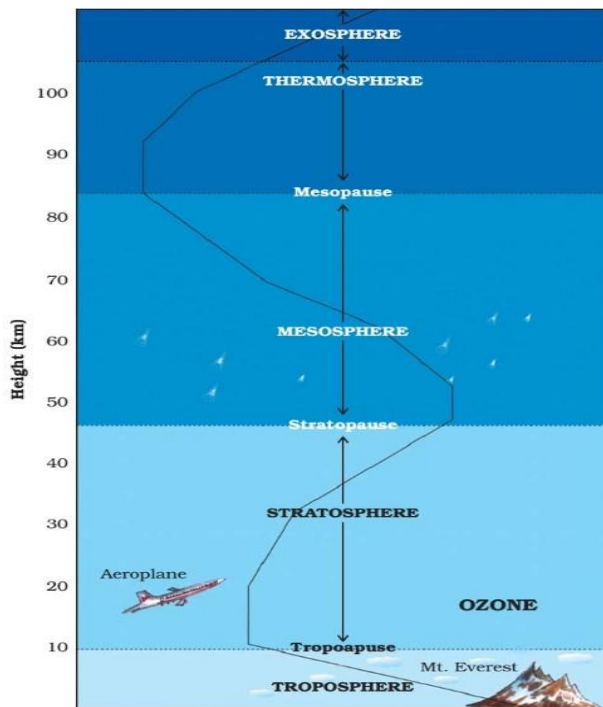 EXOSPHERE
THERMOSPHERE
100
90
Mesopause
80
70
MESOSPHERE
60
50
Stratopause
40
STRATOSPHERE
30
Aeroplane
20
OZONE
10
Tropoapuse
Mt. Everest
TROPOSPHERE
Height (km)